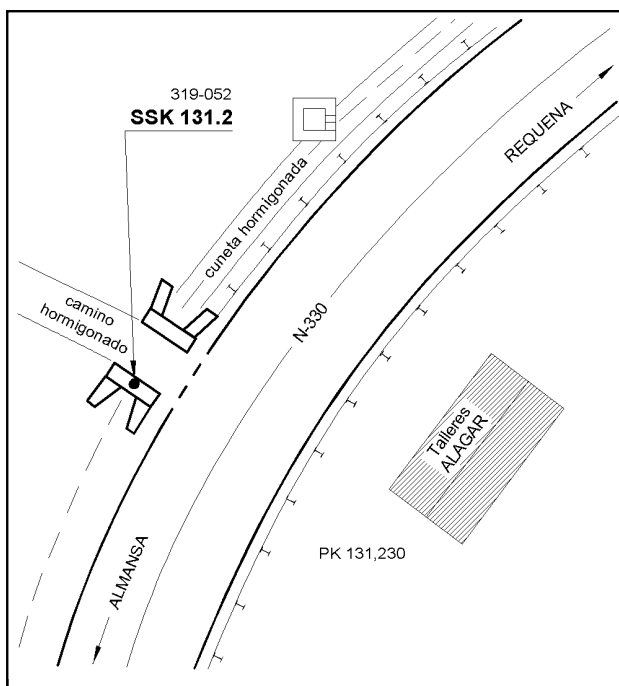 319-052
SSK 131.2
REQUENA
cuneta hormigonada
camino
hormigonado
N-330
Talleres
ALAGAR
PK 131,230
ALMANSA